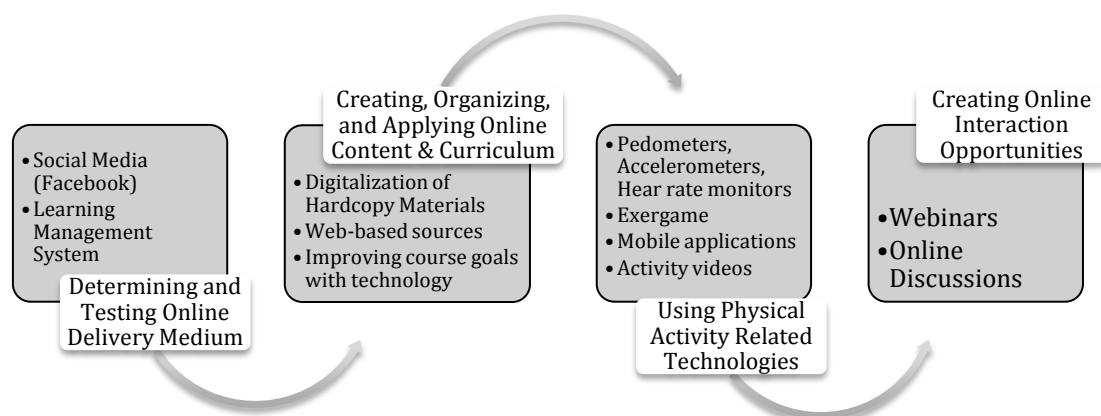 • Social Media
(Facebook)
• Learning
Management
System
Determining and
Testing Online
Delivery Medium
Creating, Organizing,
and Applying Online
Content & Curriculum
• Digitalization of
Hardcopy Materials
• Web-based sources
• Improving course goals
with technology
• Pedometers,
Accelerometers,
Hear rate monitors
• Exergame
• Mobile applications
• Activity videos
Using Physical
Activity Related
Technologies
Creating Online
Interaction
Opportunities
• Webinars
• Online
Discussions